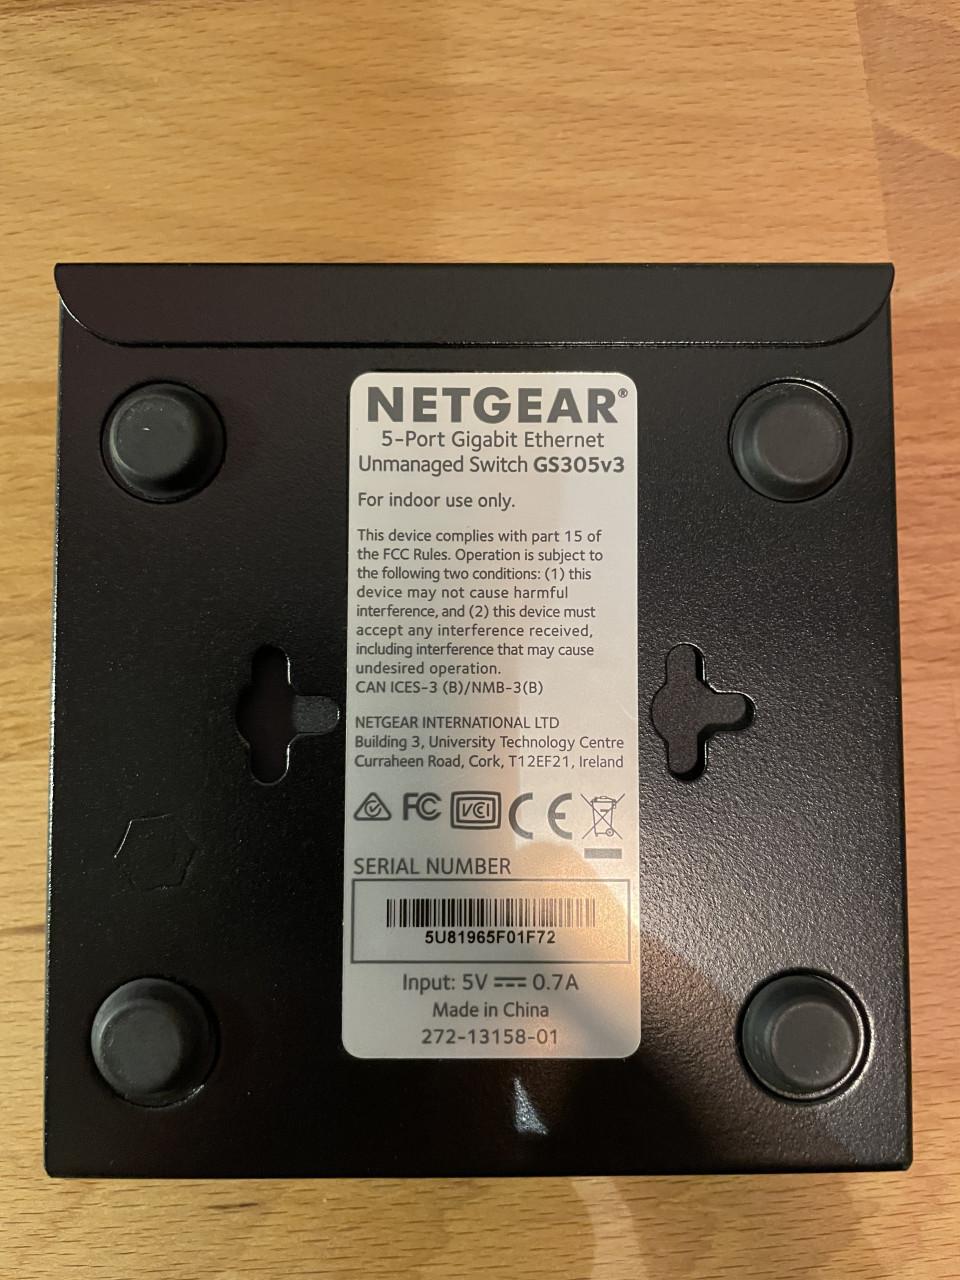 NETGEAR®
5-Port Gigabit Ethernet
Unmanaged Switch GS305v3
For indoor use only.
This device complies with part 15 of
the FCC Rules. Operation is subject to
the following two conditions: (1) this
device may not cause harmful
interference, and (2) this device must
accept any interference received,
including interference that may cause
undesired operation.
CAN ICES-3 (B)/NMB-3(B)
NETGEAR INTERNATIONAL LTD
Building 3, University Technology Centre
Curraheen Road, Cork, T12EF21, Ireland
FC VCI CE
SERIAL NUMBER
5U81965F01F72
Input: 5V ⎓ 0.7A
Made in China
272-13158-01